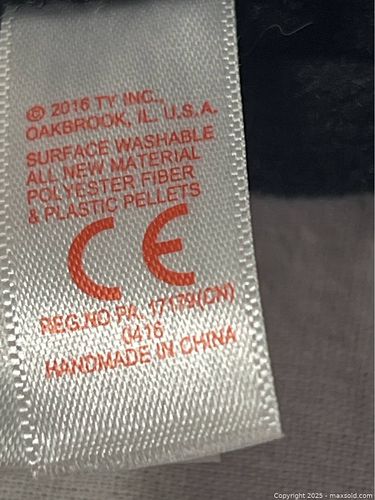 © 2016 TY INC.,
OAKBROOK, IL. U.S.A.
SURFACE WASHABLE
ALL NEW MATERIAL
POLYESTER FIBER
& PLASTIC PELLETS
CE
REG.NO PA. 17179(CN)
0416
HANDMADE IN CHINA
Copyright 2025 - maxsold.com